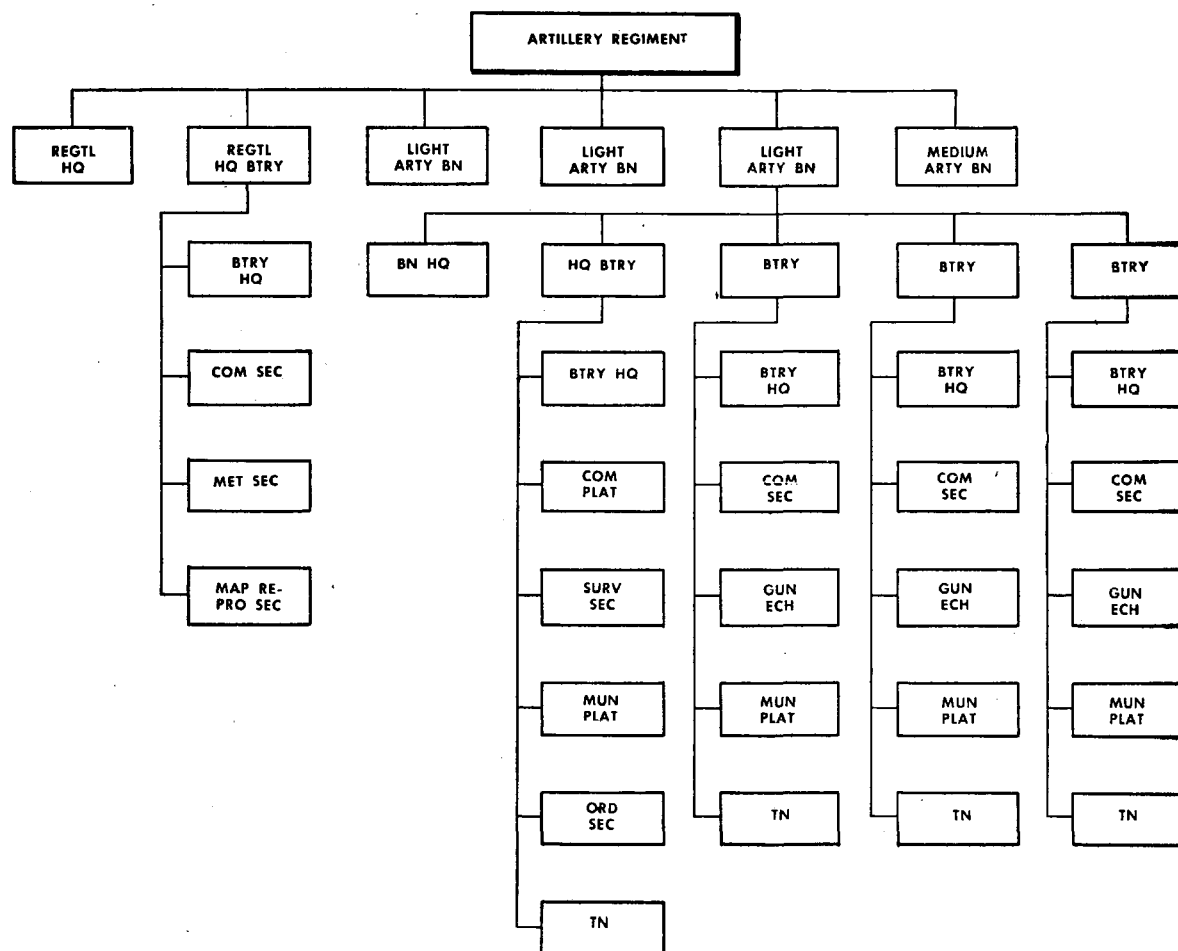 ARTILLERY REGIMENT
REGTL
HQ
REGTL
HQ BTRY
LIGHT
ARTY BN
LIGHT
ARTY BN
LIGHT
ARTY BN
MEDIUM
ARTY BN
BTRY
HQ
COM SEC
MET SEC
MAP RE-
PRO SEC
BN HQ
HQ BTRY
BTRY
BTRY
BTRY
BTRY HQ
COM
PLAT
SURV
SEC
MUN
PLAT
ORD
SEC
TN
BTRY
HQ
COM
SEC
GUN
ECH
MUN
PLAT
TN
BTRY
HQ
COM
SEC
GUN
ECH
MUN
PLAT
TN
BTRY
HQ
COM
SEC
GUN
ECH
MUN
PLAT
TN